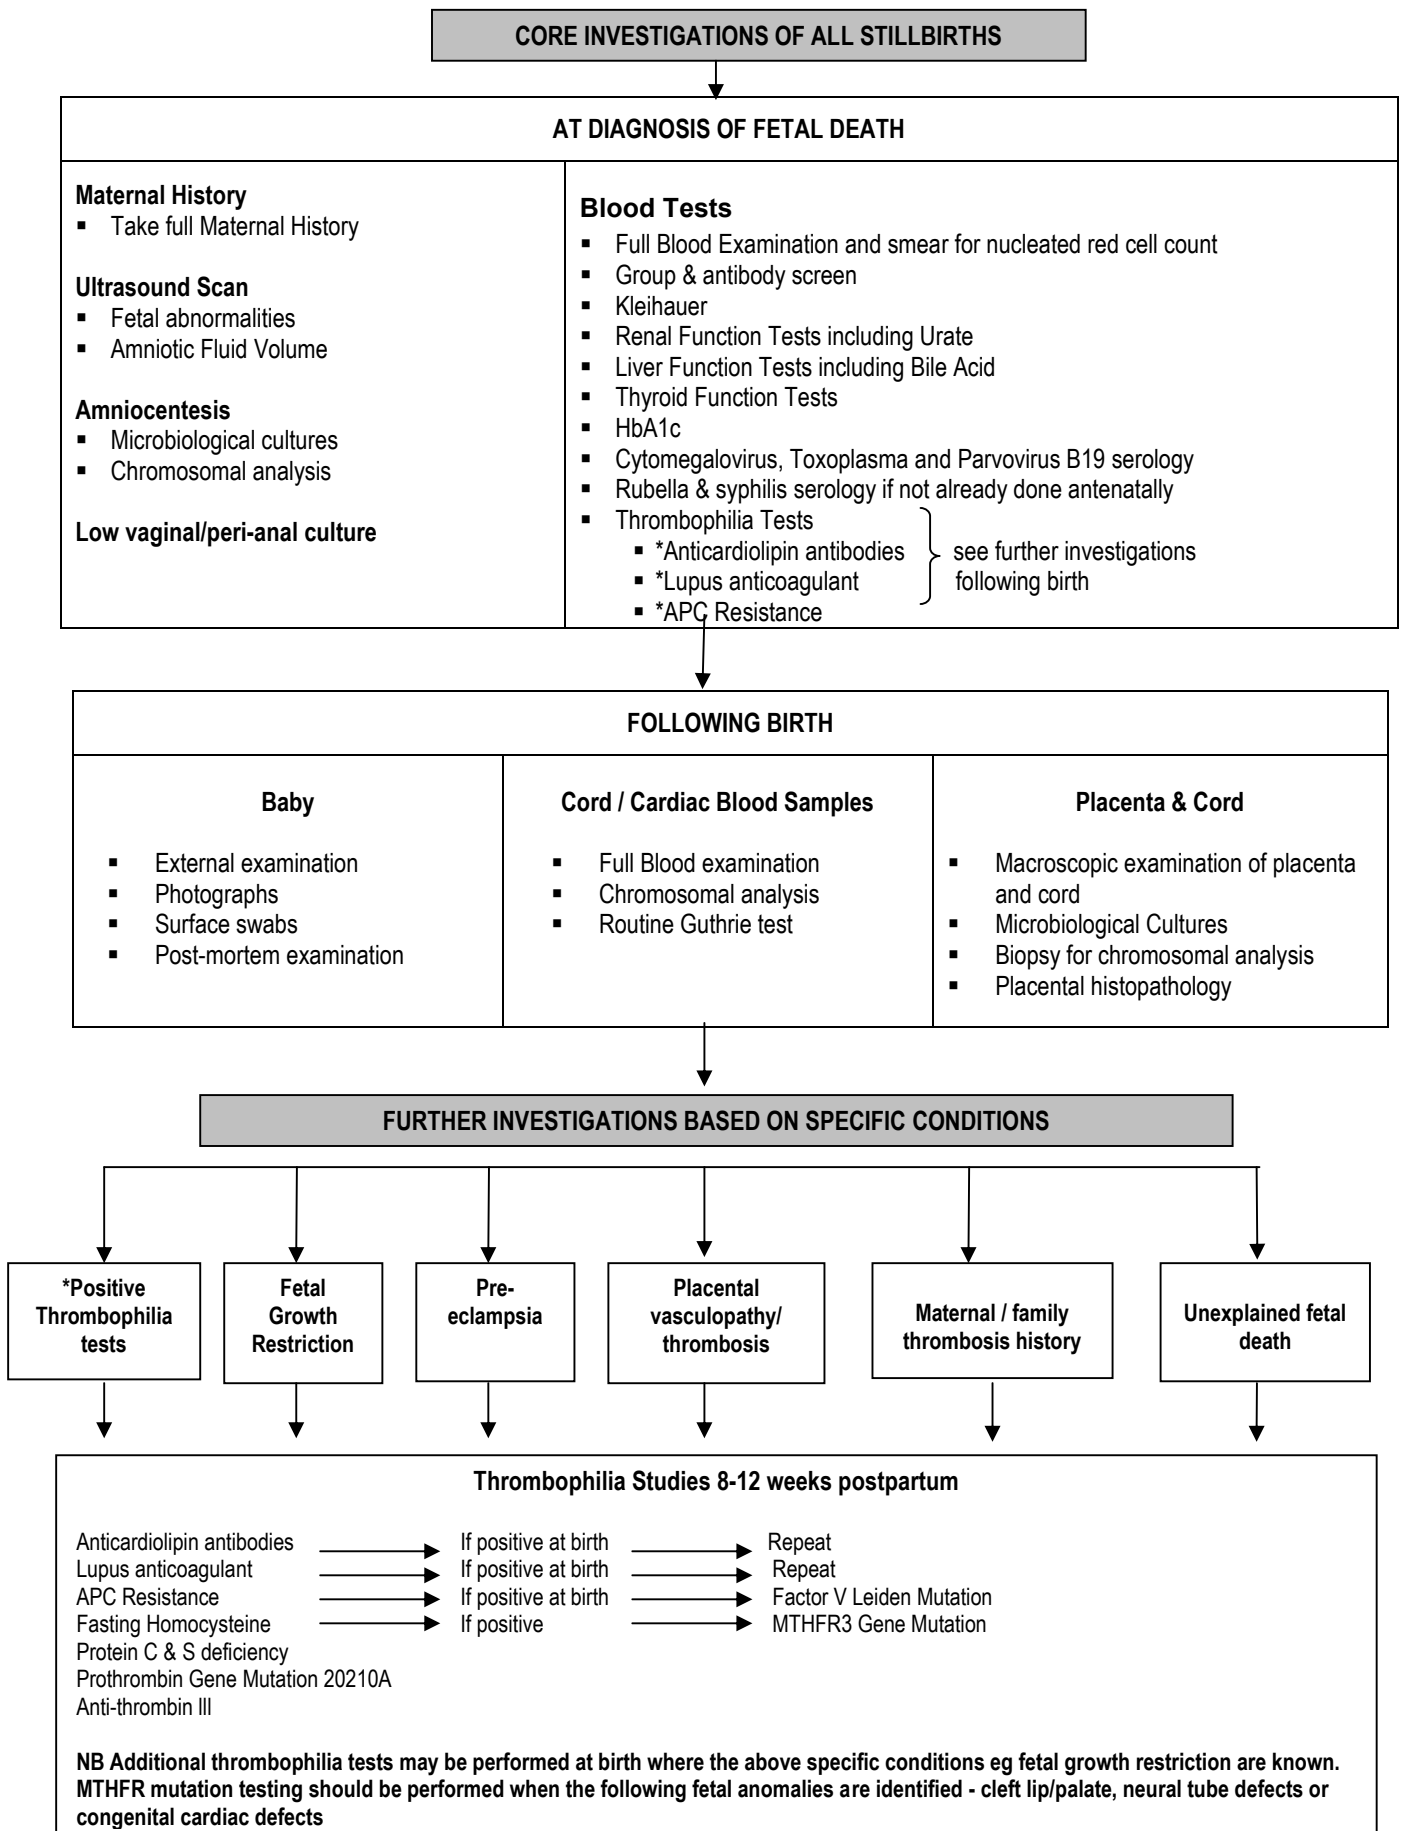 CORE INVESTIGATIONS OF ALL STILLBIRTHS
AT DIAGNOSIS OF FETAL DEATH
Maternal History
▪ Take full Maternal History
Ultrasound Scan
▪ Fetal abnormalities
▪ Amniotic Fluid Volume
Amniocentesis
▪ Microbiological cultures
▪ Chromosomal analysis
Low vaginal/peri-anal culture
Blood Tests
▪ Full Blood Examination and smear for nucleated red cell count
▪ Group & antibody screen
▪ Kleihauer
▪ Renal Function Tests including Urate
▪ Liver Function Tests including Bile Acid
▪ Thyroid Function Tests
▪ HbA1c
▪ Cytomegalovirus, Toxoplasma and Parvovirus B19 serology
▪ Rubella & syphilis serology if not already done antenatally
▪ Thrombophilia Tests
▪ *Anticardiolipin antibodies
▪ *Lupus anticoagulant
▪ *APC Resistance
see further investigations
following birth
FOLLOWING BIRTH
Baby
▪ External examination
▪ Photographs
▪ Surface swabs
▪ Post-mortem examination
Cord / Cardiac Blood Samples
▪ Full Blood examination
▪ Chromosomal analysis
▪ Routine Guthrie test
Placenta & Cord
▪ Macroscopic examination of placenta
and cord
▪ Microbiological Cultures
▪ Biopsy for chromosomal analysis
▪ Placental histopathology
FURTHER INVESTIGATIONS BASED ON SPECIFIC CONDITIONS
*Positive
Thrombophilia
tests
Fetal
Growth
Restriction
Pre-
eclampsia
Placental
vasculopathy/
thrombosis
Maternal / family
thrombosis history
Unexplained fetal
death
Thrombophilia Studies 8-12 weeks postpartum
Anticardiolipin antibodies If positive at birth Repeat
Lupus anticoagulant If positive at birth Repeat
APC Resistance If positive at birth Factor V Leiden Mutation
Fasting Homocysteine If positive MTHFR3 Gene Mutation
Protein C & S deficiency
Prothrombin Gene Mutation 20210A
Anti-thrombin lll
NB Additional thrombophilia tests may be performed at birth where the above specific conditions eg fetal growth restriction are known.
MTHFR mutation testing should be performed when the following fetal anomalies are identified - cleft lip/palate, neural tube defects or
congenital cardiac defects